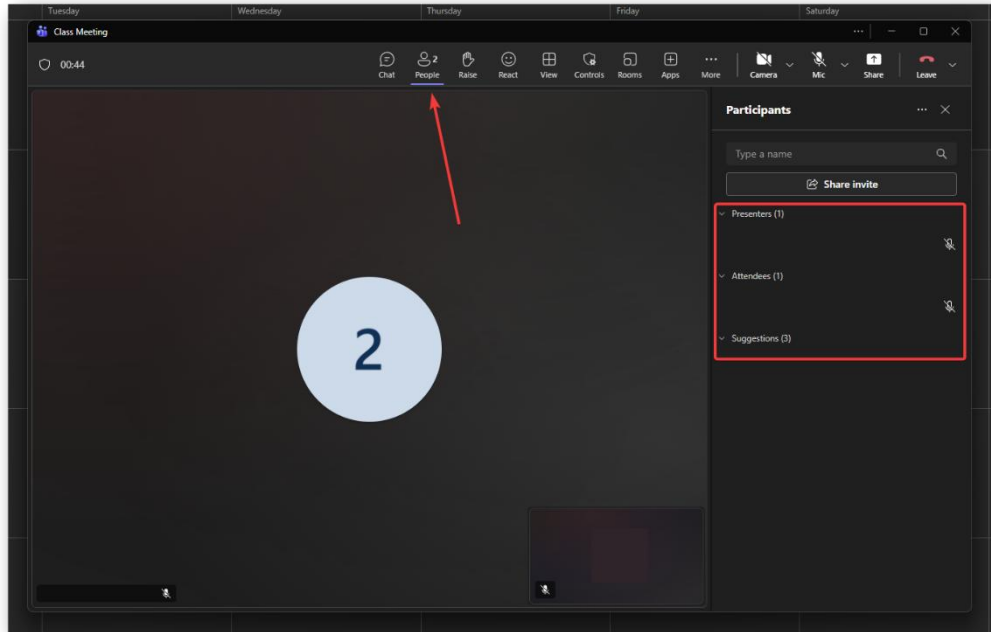 Tuesday Wednesday Thursday Friday Saturday
Class Meeting
00:44
2
Chat People Raise React View Controls Rooms Apps More Camera Mic Share Leave
Participants
Type a name
Share invite
Presenters (1)
Attendees (1)
Suggestions (3)
2